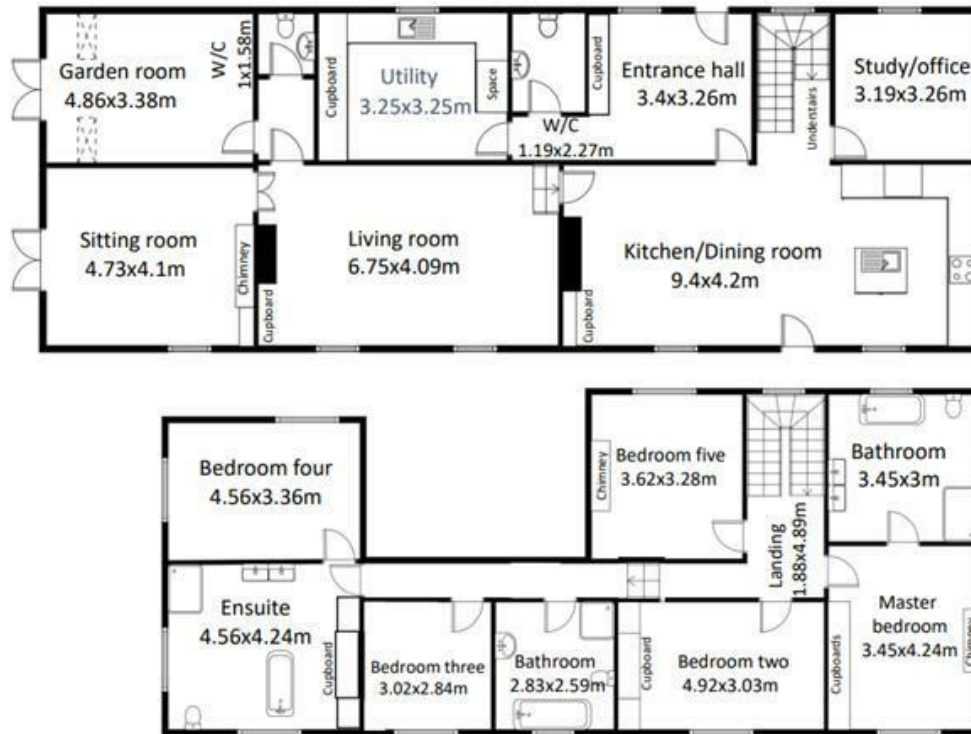 Garden room
4.86x3.38m
W/C
1x1.58m
Cupboard
Utility
3.25x3.25m
Space
Cupboard
W/C
1.19x2.27m
Entrance hall
3.4x3.26m
Understairs
Study/office
3.19x3.26m
Sitting room
4.73x4.1m
Chimney
Cupboard
Living room
6.75x4.09m
Cupboard
Kitchen/Dining room
9.4x4.2m
Bedroom four
4.56x3.36m
Chimney
Bedroom five
3.62x3.28m
Landing
1.88x4.89m
Bathroom
3.45x3m
Ensuite
4.56x4.24m
Cupboard
Bedroom three
3.02x2.84m
Bathroom
2.83x2.59m
Cupboard
Bedroom two
4.92x3.03m
Cupboards
Master
bedroom
3.45x4.24m
Chimney